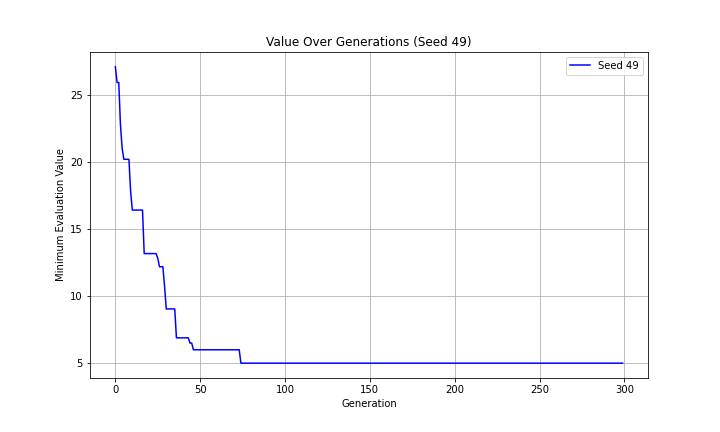 Value Over Generations (Seed 49)
Seed 49
Minimum Evaluation Value
25
20
15
10
5
0 50 100 150 200 250 300
Generation